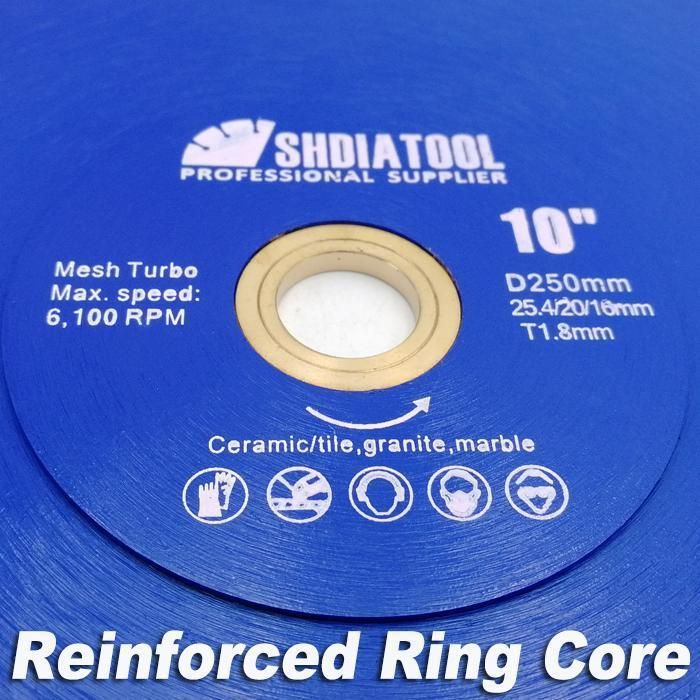 SHDIATOOL
PROFESSIONAL SUPPLIER
10"
Mesh Turbo
Max. speed:
6,100 RPM
D250mm
25.4/20/16mm
T1.8mm
Ceramic/tile,granite,marble
Reinforced Ring Core